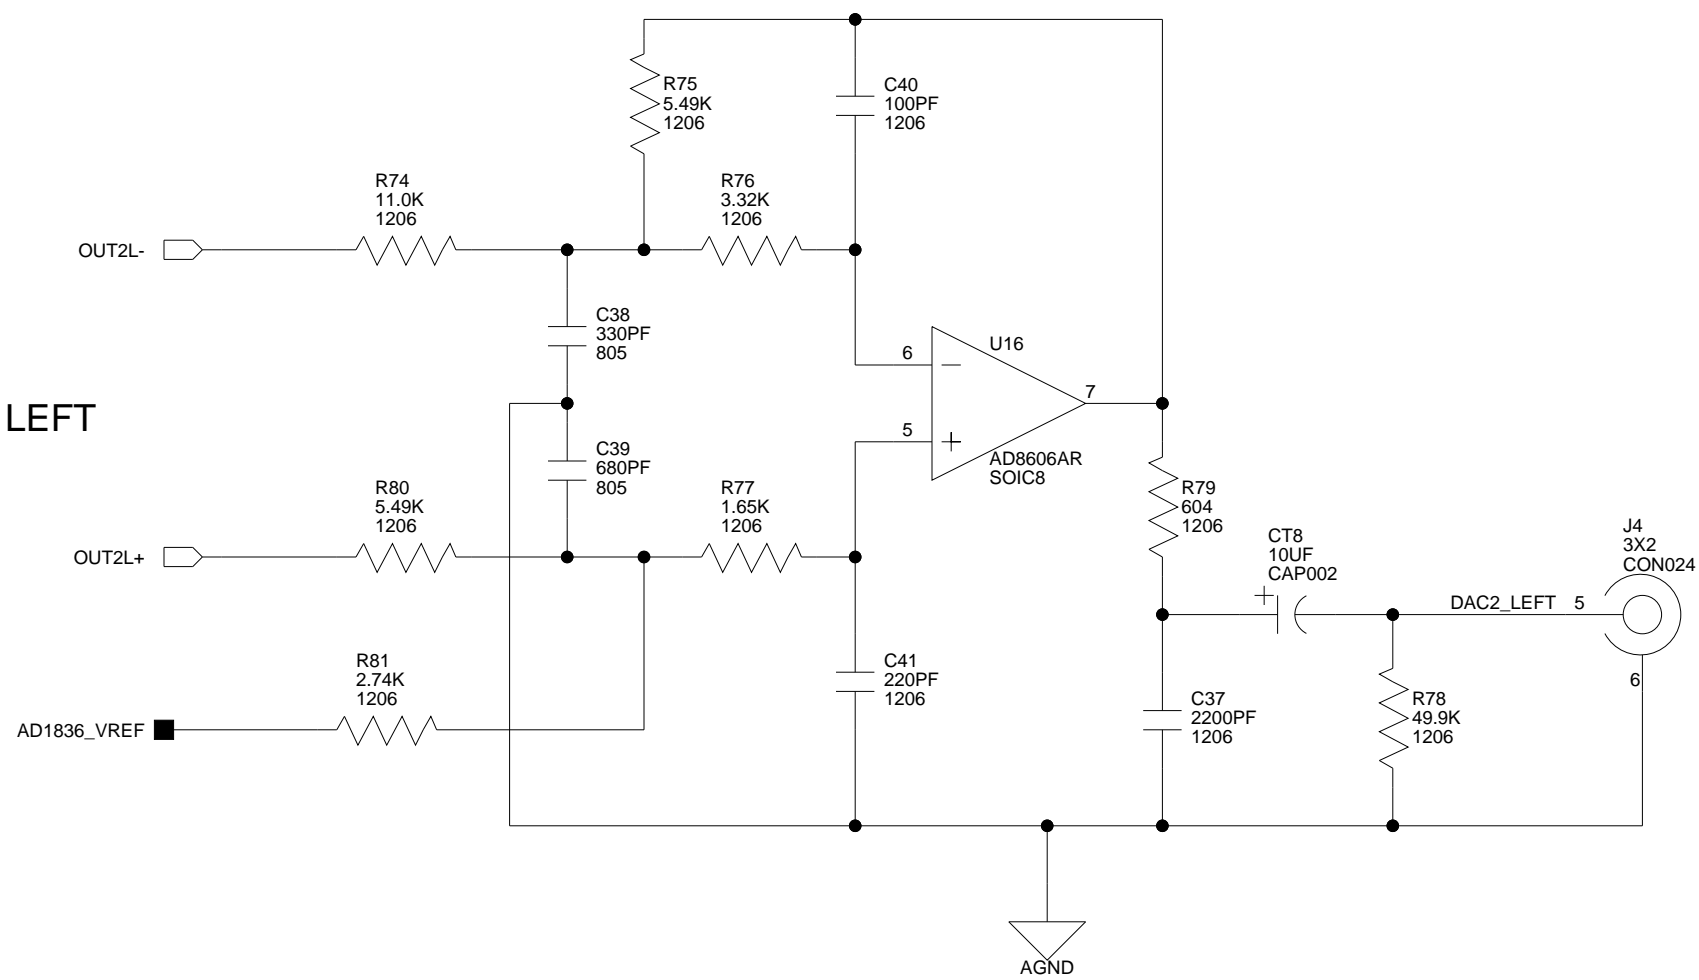 R75
5.49K
1206
C40
100PF
1206
R74
11.0K
1206
R76
3.32K
1206
OUT2L-
C38
330PF
805
6
U16
7
LEFT
5
AD8606AR
SOIC8
C39
680PF
805
R80
5.49K
1206
R77
1.65K
1206
R79
604
1206
OUT2L+
CT8
10UF
CAP002
J4
3X2
CON024
DAC2_LEFT 5
R81
2.74K
1206
C41
220PF
1206
6
C37
2200PF
1206
R78
49.9K
1206
AD1836_VREF
AGND